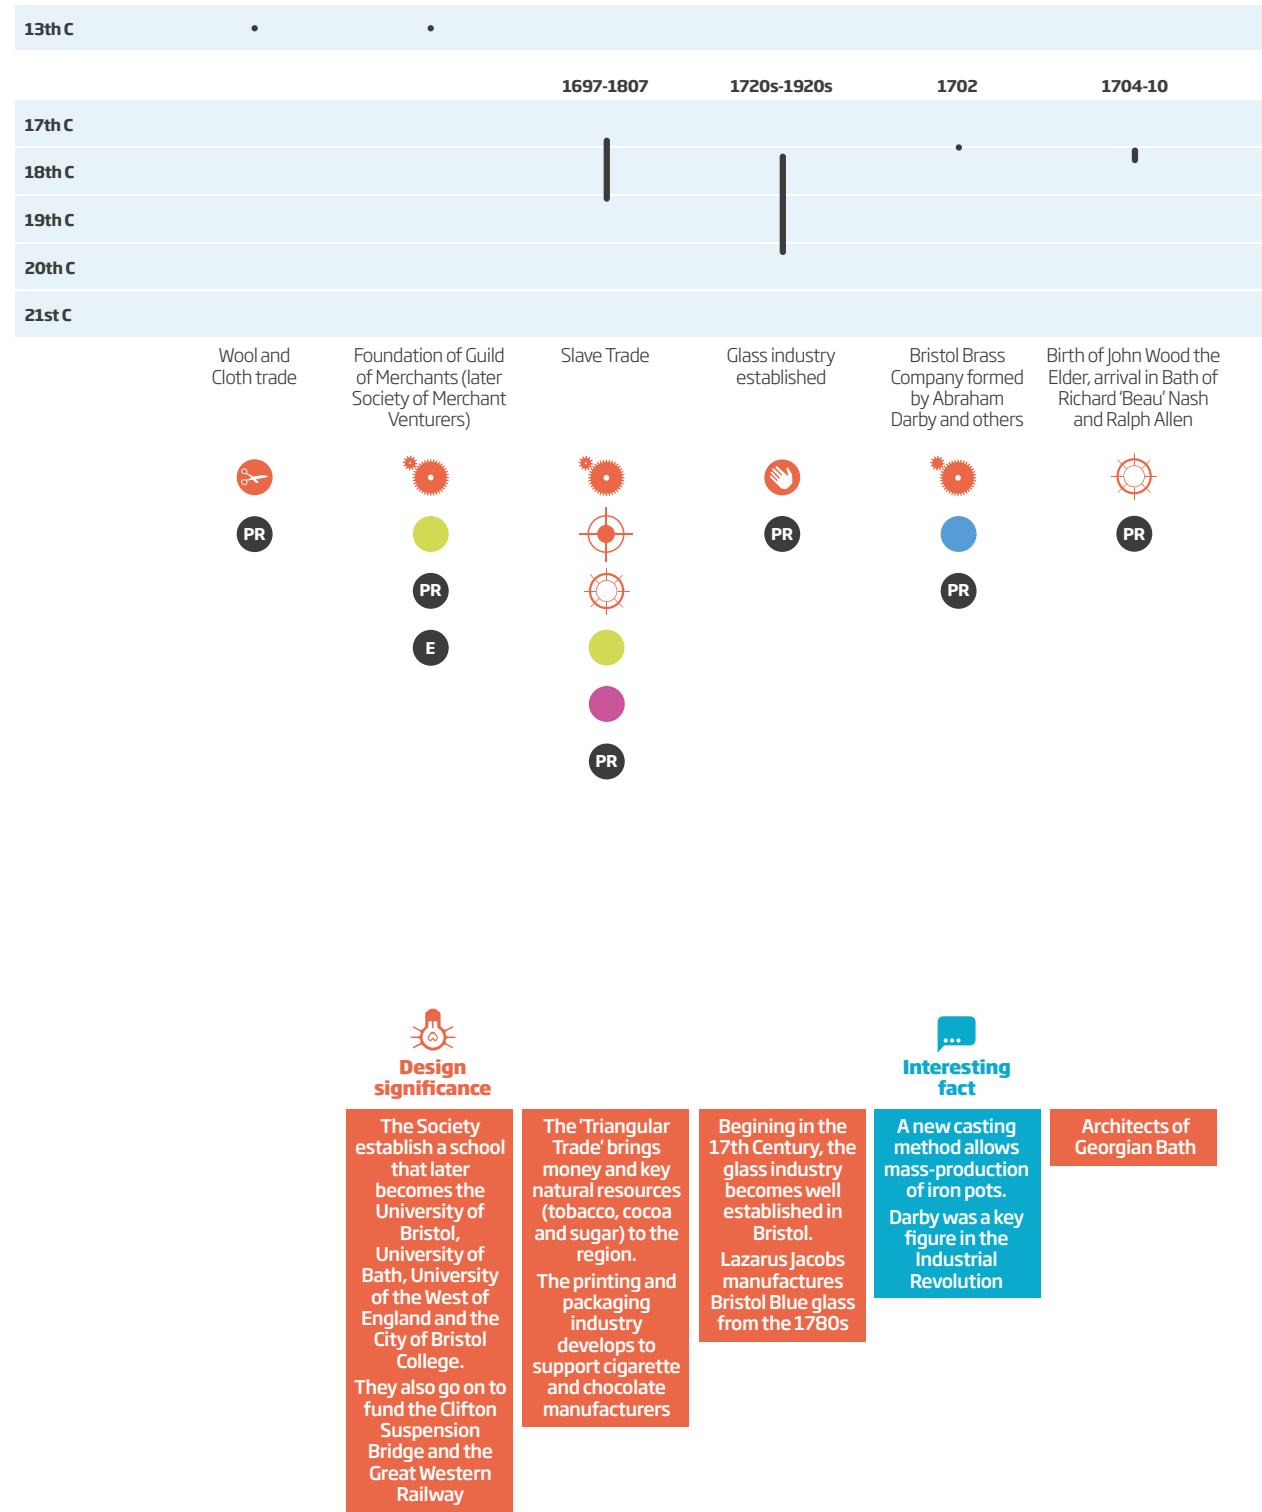 13th C
1697-1807
1720s-1920s
1702
1704-10
17th C
18th C
19th C
20th C
21st C
Wool and
Cloth trade
Foundation of Guild
of Merchants (later
Society of Merchant
Venturers)
Slave Trade
Glass industry
established
Bristol Brass
Company formed
by Abraham
Darby and others
Birth of John Wood the
Elder, arrival in Bath of
Richard ‘Beau’ Nash
and Ralph Allen
PR
PR
E
PR
PR
PR
PR
Design
significance
The Society
establish a school
that later
becomes the
University of
Bristol,
University of
Bath, University
of the West of
England and the
City of Bristol
College.
They also go on to
fund the Clifton
Suspension
Bridge and the
Great Western
Railway
The ‘Triangular
Trade’ brings
money and key
natural resources
(tobacco, cocoa
and sugar) to the
region.
The printing and
packaging
industry
develops to
support cigarette
and chocolate
manufacturers
Begining in the
17th Century, the
glass industry
becomes well
established in
Bristol.
Lazarus Jacobs
manufactures
Bristol Blue glass
from the 1780s
Interesting
fact
A new casting
method allows
mass-production
of iron pots.
Darby was a key
figure in the
Industrial
Revolution
Architects of
Georgian Bath